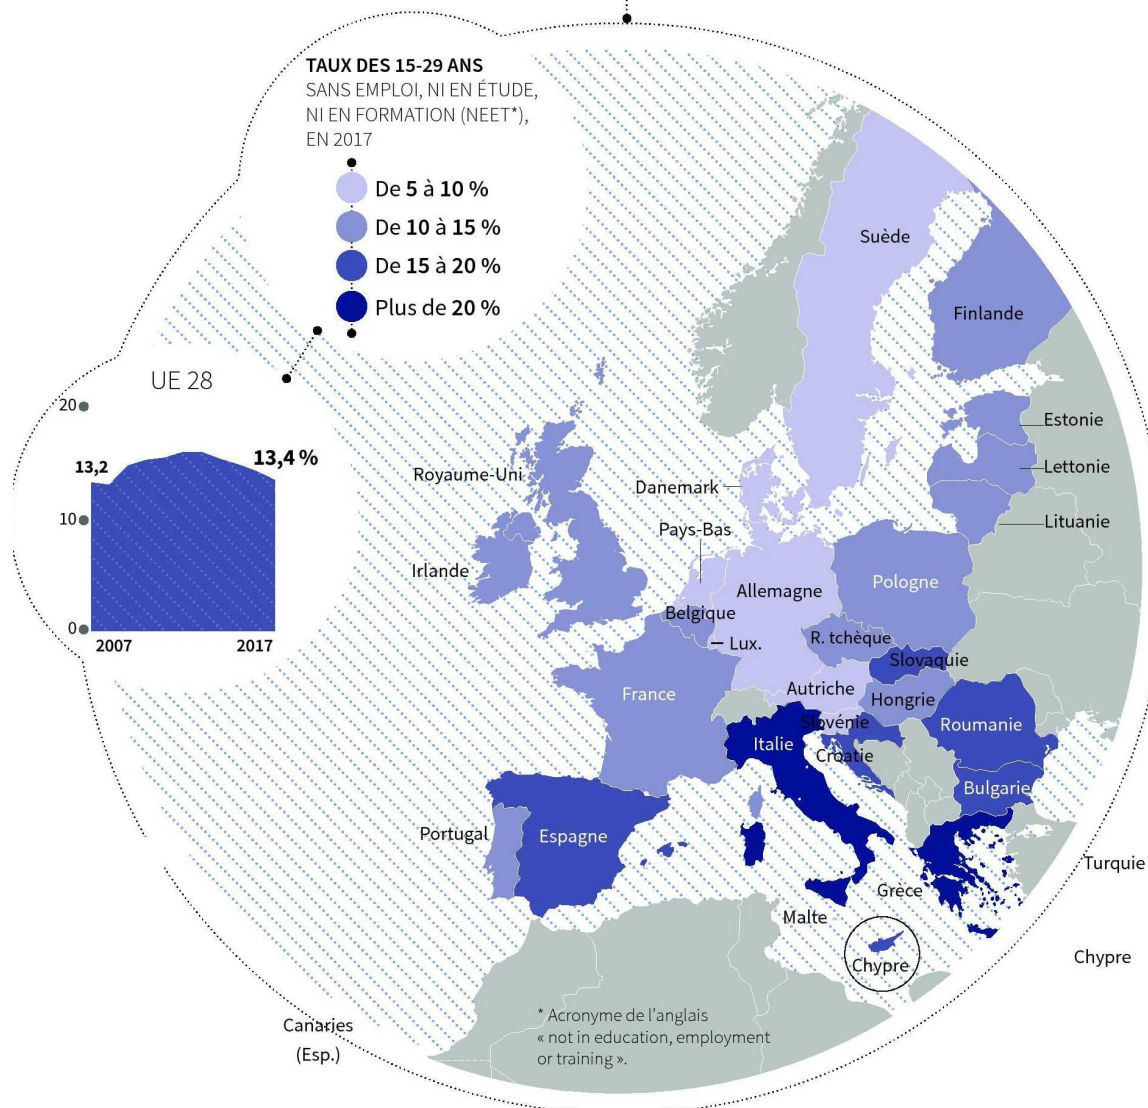 TAUX DES 15-29 ANS
SANS EMPLOI, NI EN ÉTUDE,
NI EN FORMATION (NEET*),
EN 2017
De 5 à 10 %
De 10 à 15 %
De 15 à 20 %
Plus de 20 %
UE 28
20
13,2
13,4 %
10
0
2007
2017
Suède
Finlande
Estonie
Lettonie
Lituanie
Royaume-Uni
Danemark
Pays-Bas
Irlande
Allemagne
Pologne
Belgique
R. tchèque
Lux.
Slovaquie
France
Autriche
Hongrie
Slovénie
Roumanie
Italie
Croatie
Bulgarie
Portugal
Espagne
Turquie
Grèce
Malte
Chypre
Chypre
Canaries
(Esp.)
* Acronyme de l'anglais
« not in education, employment
or training ».